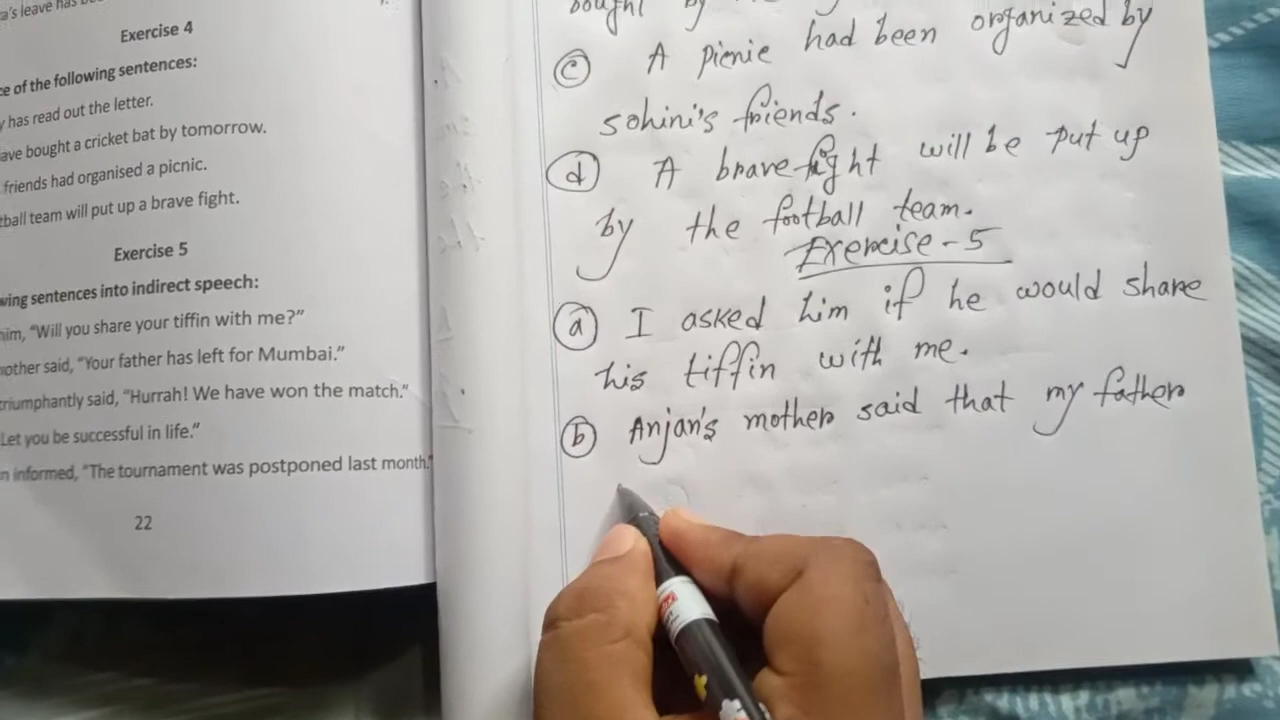 a's leave has
Exercise 4
ce of the following sentences:
y has read out the letter.
ave bought a cricket bat by tomorrow.
friends had organised a picnic.
tball team will put up a brave fight.
Exercise 5
wing sentences into indirect speech:
him, “Will you share your tiffin with me?”
mother said, “Your father has left for Mumbai.”
triumphantly said, “Hurrah! We have won the match.”
Let you be successful in life.”
n informed, “The tournament was postponed last month.”
22
bought by
c A picnic had been organized by
sohini's friends.
d A brave fight will be put up
by the football team.
Exercise-5
a I asked him if he would share
his tiffin with me.
b Anjan's mother said that my father